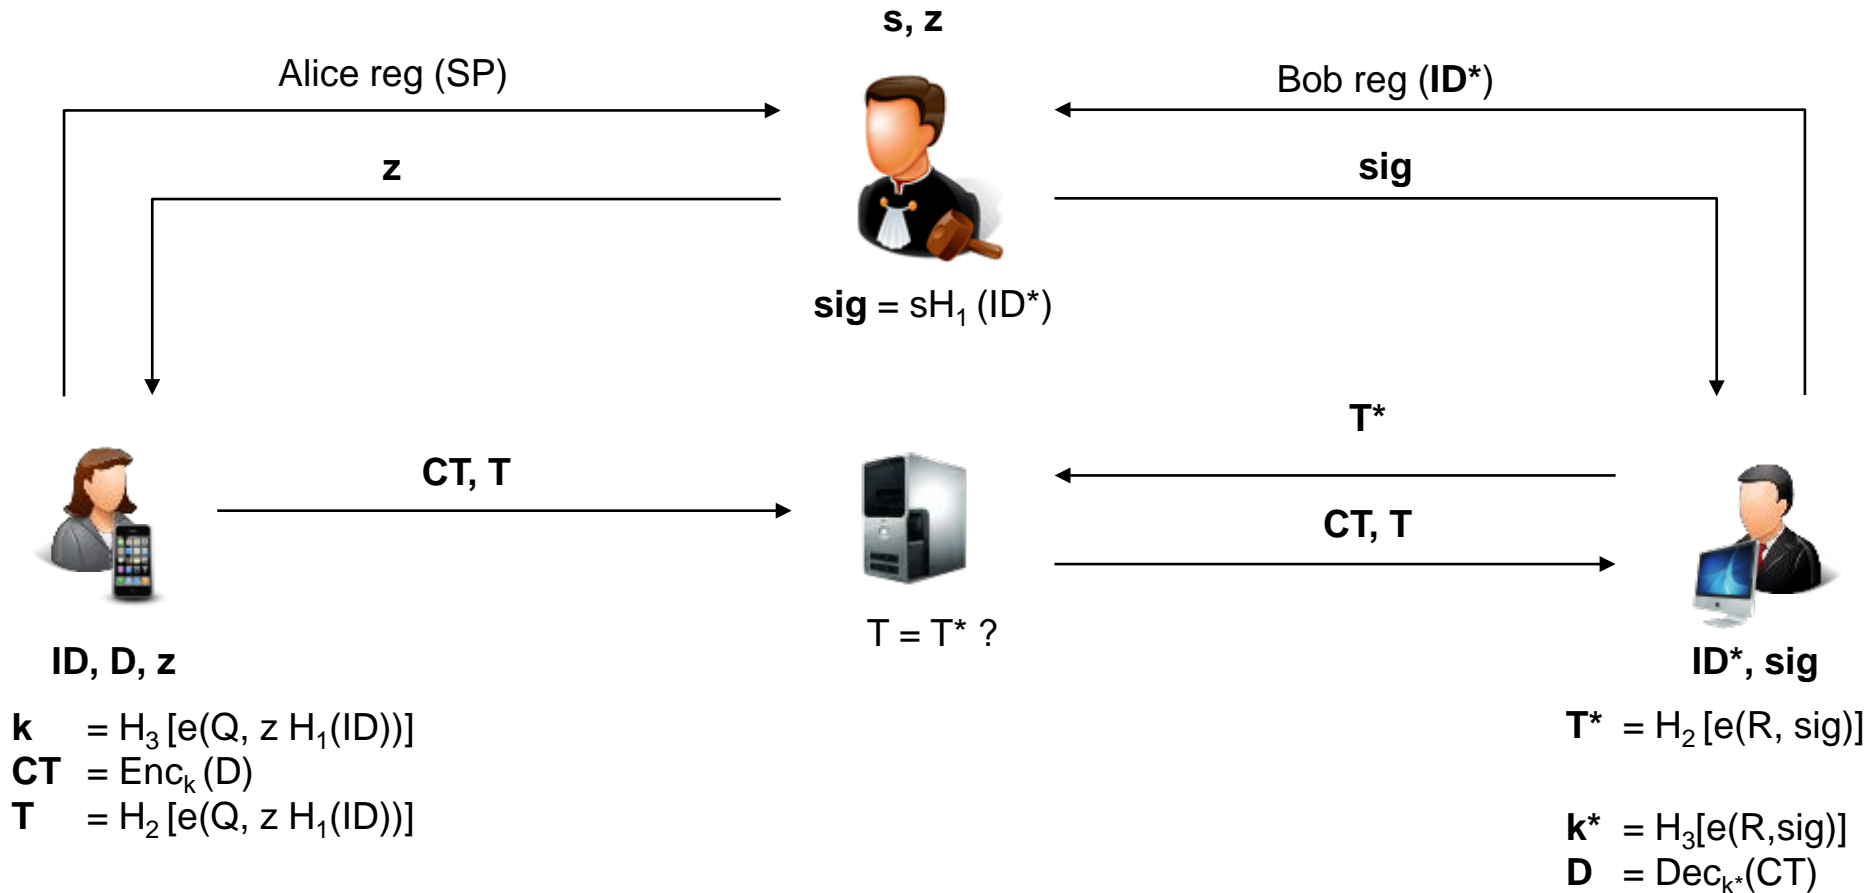 s, z
Alice reg (SP)
Bob reg (ID*)
z
sig
sig = sH₁ (ID*)
T*
CT, T
CT, T
T = T* ?
ID, D, z
ID*, sig
k = H₃ [e(Q, z H₁(ID))]
CT = Encₖ (D)
T = H₂ [e(Q, z H₁(ID))]
T* = H₂ [e(R, sig)]
k* = H₃[e(R,sig)]
D = Decₖ*(CT)